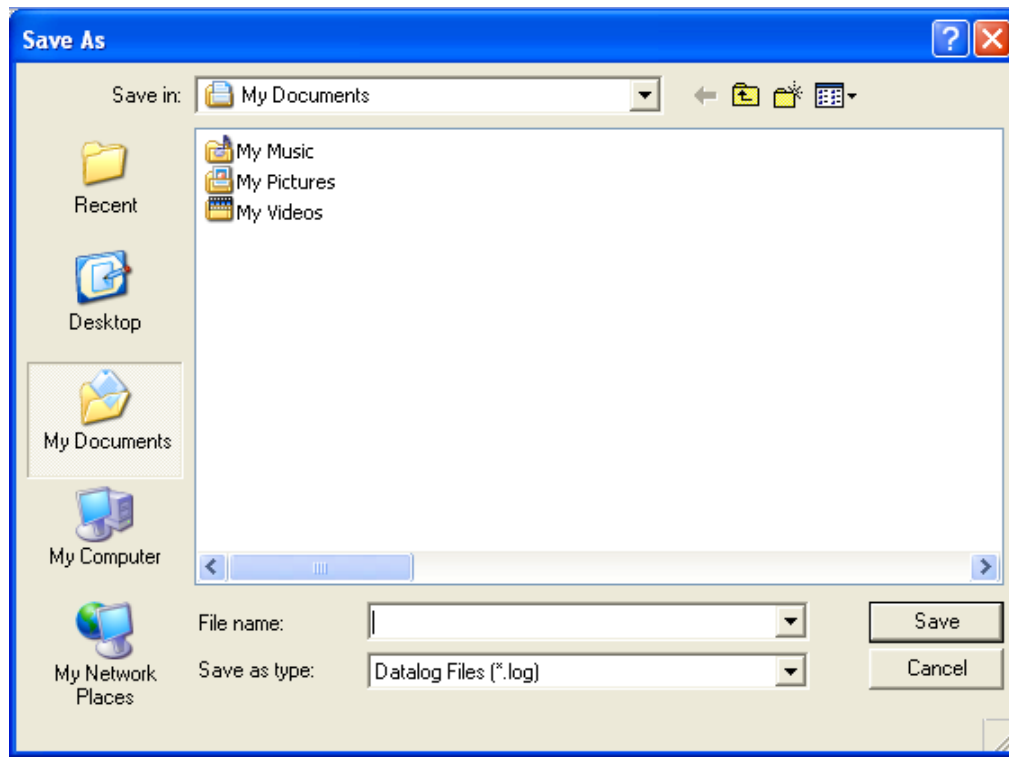 Save As
Save in: My Documents
My Music
My Pictures
My Videos
Recent
Desktop
My Documents
My Computer
My Network
Places
File name:
Save
Save as type: Datalog Files (*.log)
Cancel